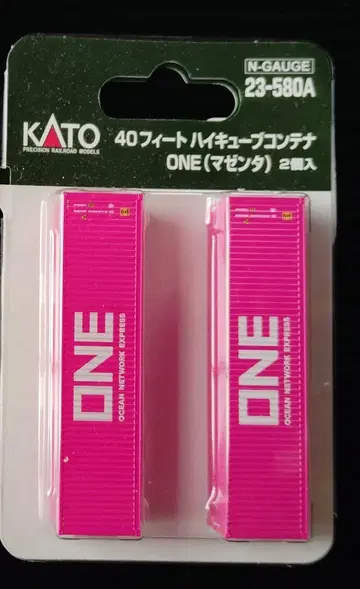 N-GAUGE
23-580A
KATO
PRECISION RAILROAD MODELS
40フィート ハイキューブコンテナ
ONE(マゼンタ) 2個入
ONE
OCEAN NETWORK EXPRESS
ONE
OCEAN NETWORK EXPRESS